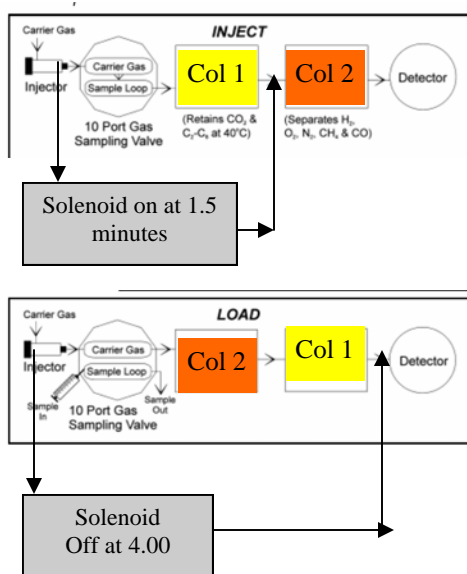 INJECT
Carrier Gas
Injector
Carrier Gas
Sample Loop
10 Port Gas
Sampling Valve
Col 1
(Retains CO2 &
C2-C6 at 40°C)
Col 2
(Separates H2,
O2, N2, CH4 & CO)
Detector
Solenoid on at 1.5
minutes
LOAD
Carrier Gas
Injector
Carrier Gas
Sample Loop
Sample
In
Sample
Out
10 Port Gas
Sampling Valve
Col 2
Col 1
Detector
Solenoid
Off at 4.00